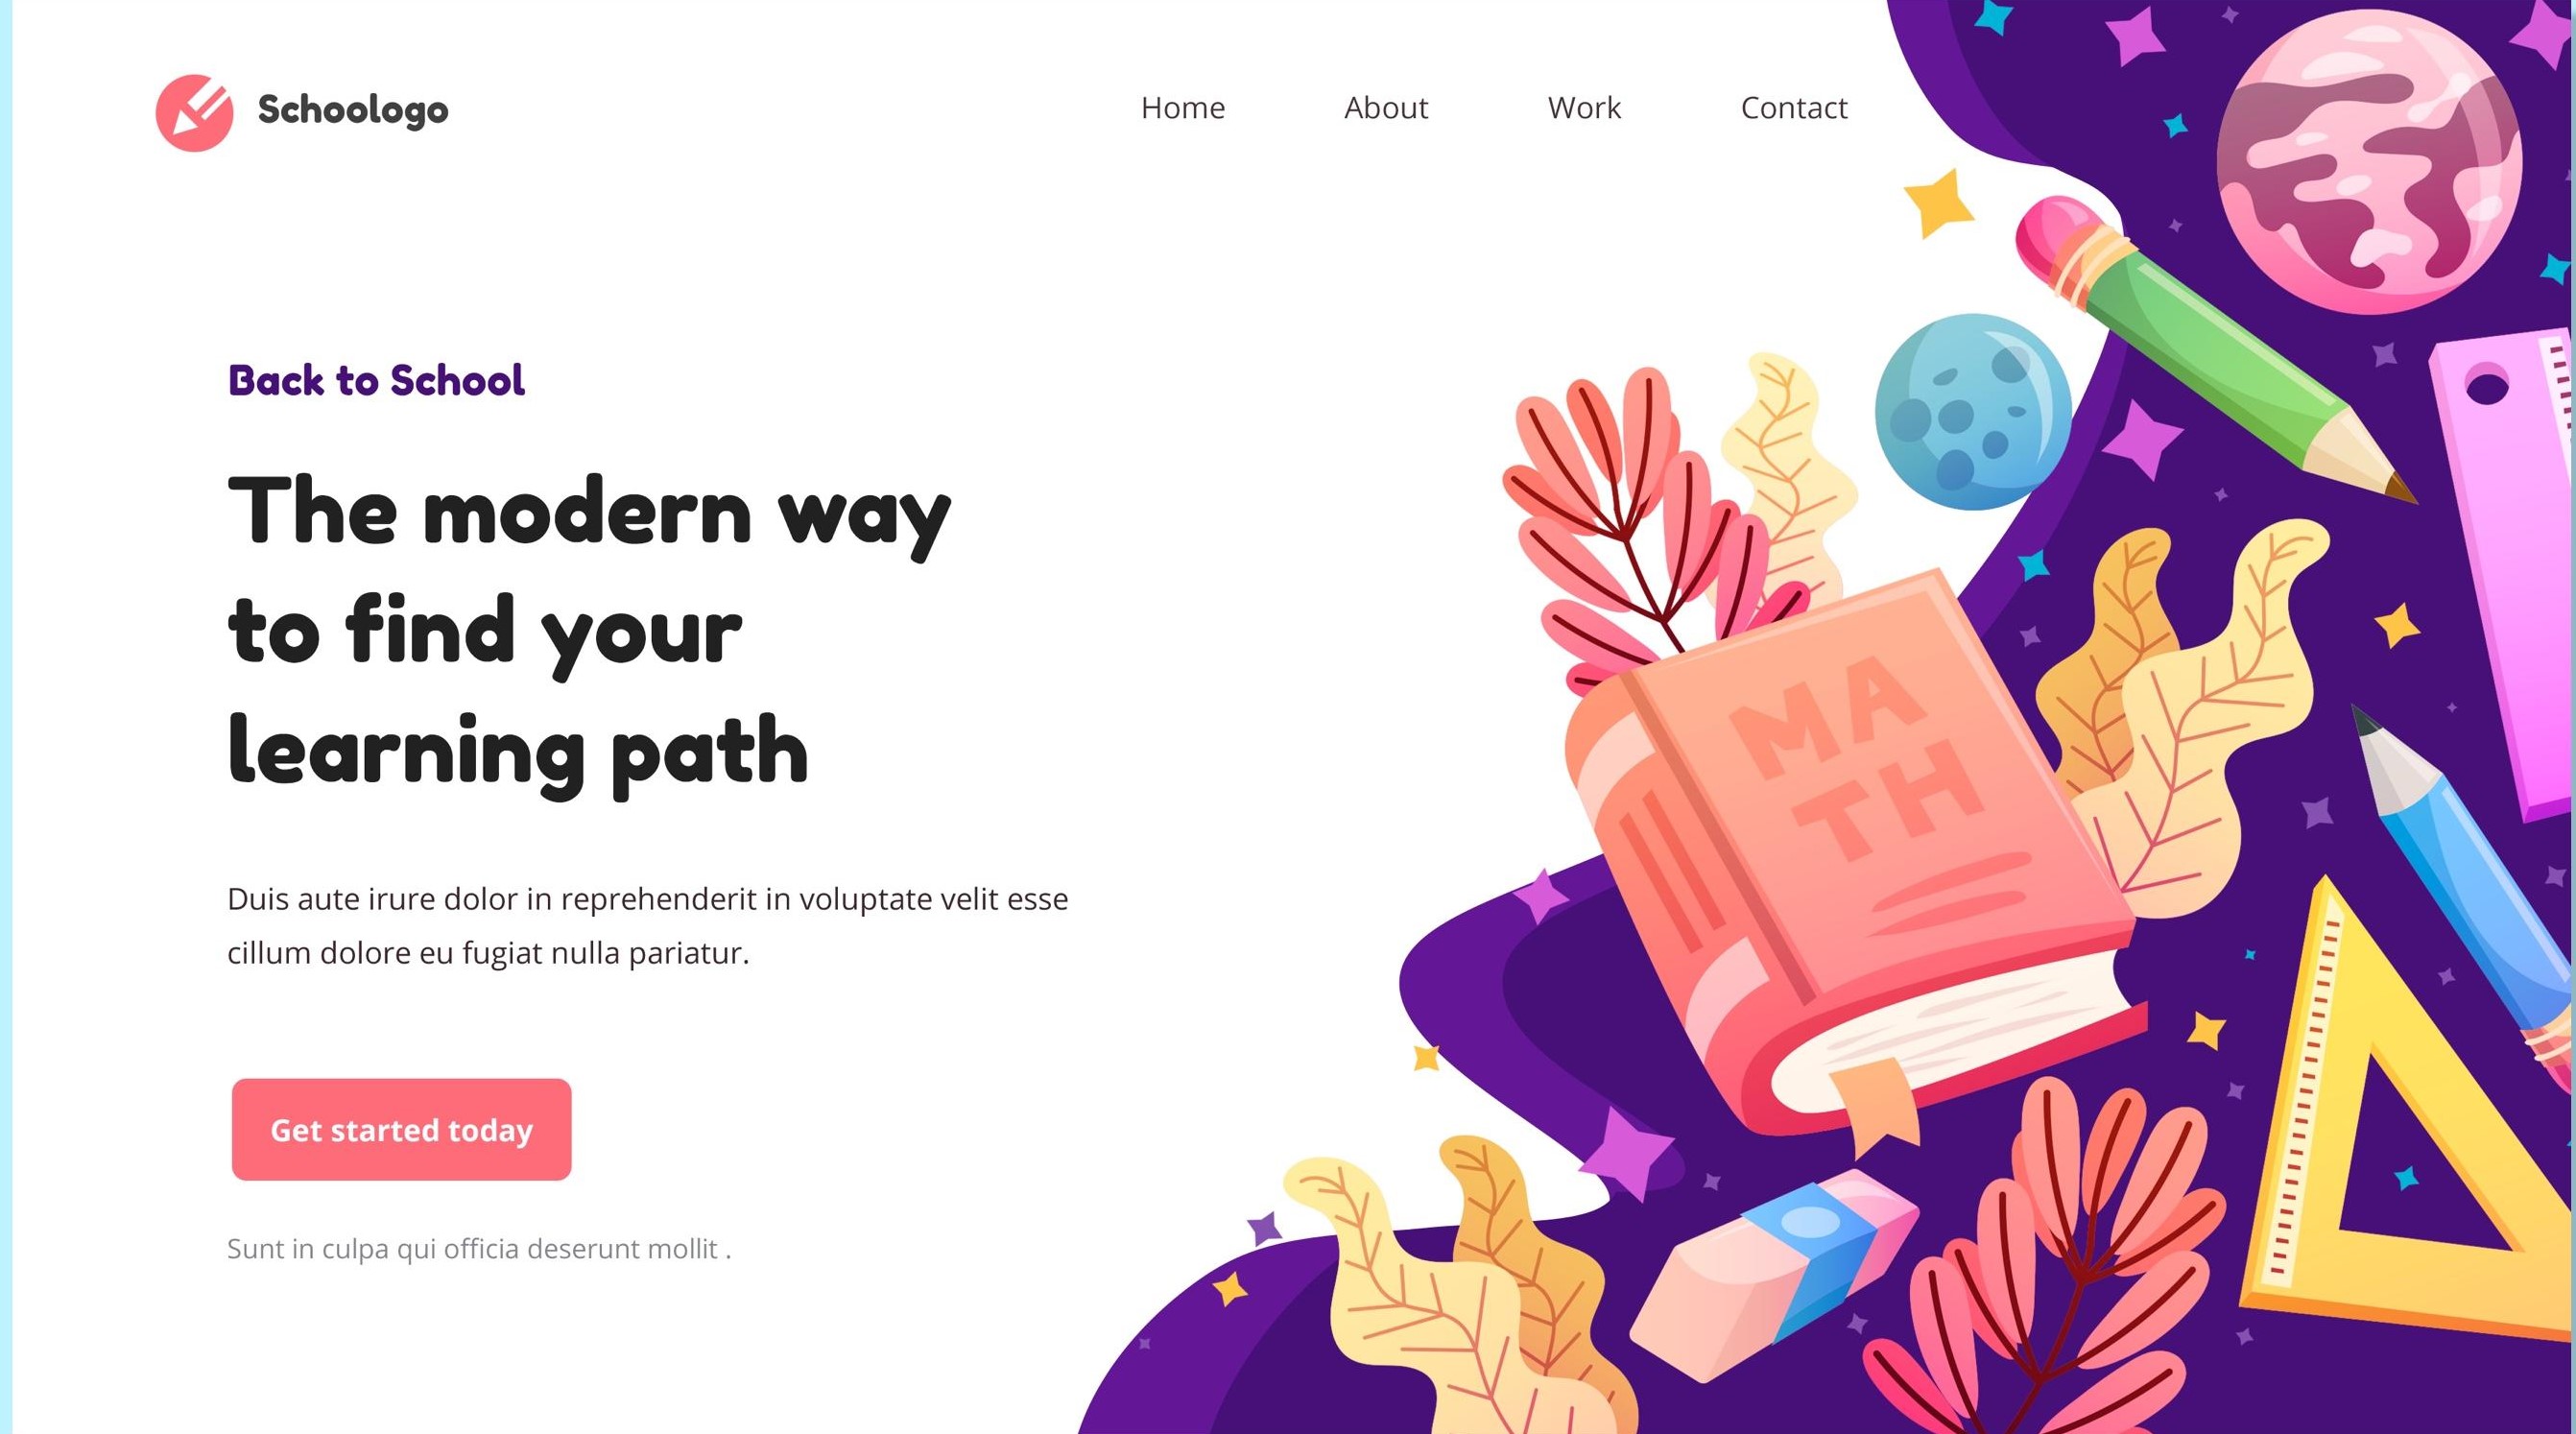 Schoologo
Home About Work Contact
Back to School
The modern way
to find your
learning path
Duis aute irure dolor in reprehenderit in voluptate velit esse
cillum dolore eu fugiat nulla pariatur.
Get started today
Sunt in culpa qui officia deserunt mollit .
MA
TH